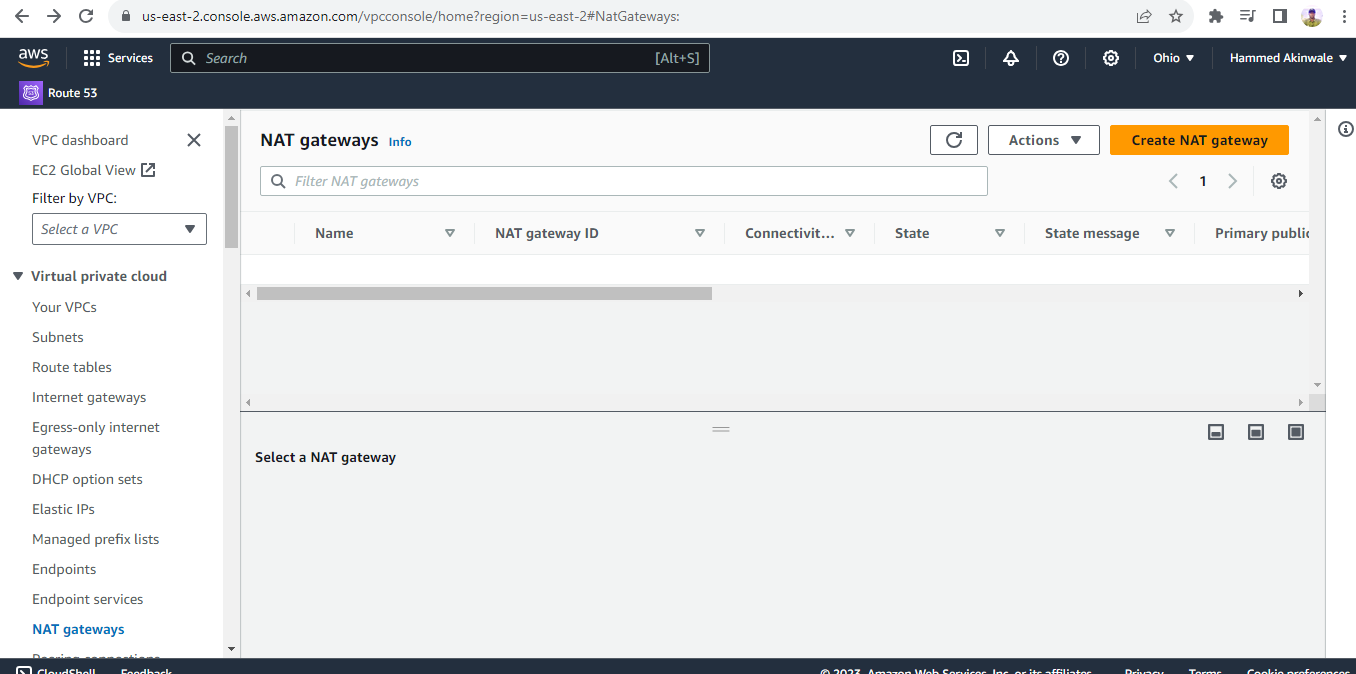 us-east-2.console.aws.amazon.com/vpcconsole/home?region=us-east-2#NatGateways:
aws
Services
Search
[Alt+S]
Ohio
Hammed Akinwale
Route 53
VPC dashboard
EC2 Global View
Filter by VPC:
Select a VPC
Virtual private cloud
Your VPCs
Subnets
Route tables
Internet gateways
Egress-only internet
gateways
DHCP option sets
Elastic IPs
Managed prefix lists
Endpoints
Endpoint services
NAT gateways
Peering connections
NAT gateways Info
Actions
Create NAT gateway
Filter NAT gateways
1
Name
NAT gateway ID
Connectivit...
State
State message
Primary public
Select a NAT gateway
CloudShell
Feedback
© 2023, Amazon Web Services, Inc. or its affiliates.
Privacy
Terms
Cookie preferences